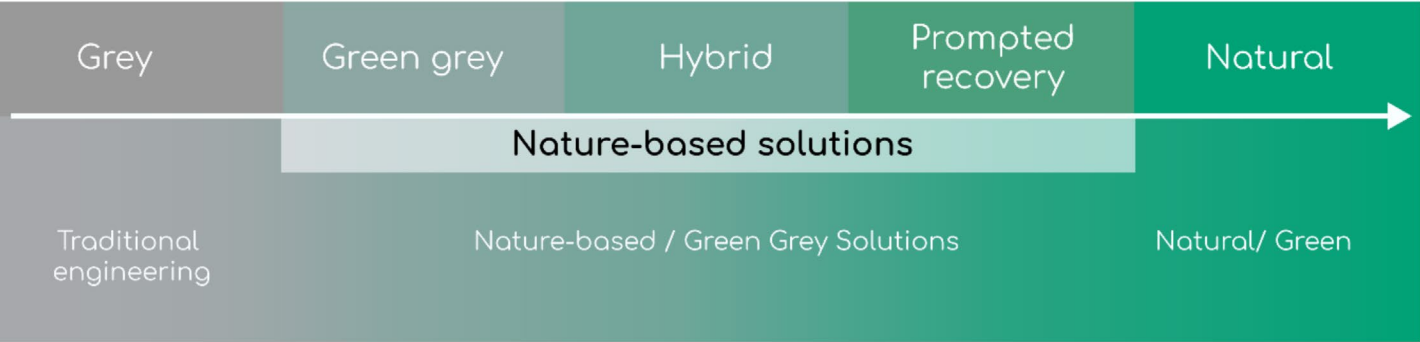 Grey
Green grey
Hybrid
Prompted
recovery
Natural
Nature-based solutions
Traditional
engineering
Nature-based / Green Grey Solutions
Natural/ Green